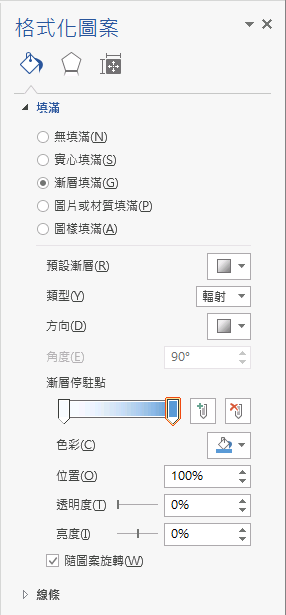 格式化圖案
填滿
無填滿(N)
實心填滿(S)
漸層填滿(G)
圖片或材質填滿(P)
圖樣填滿(A)
預設漸層(R)
類型(Y) 輻射
方向(D)
角度(E) 90°
漸層停駐點
色彩(C)
位置(O) 100%
透明度(T) 0%
亮度(I) 0%
隨圖案旋轉(W)
線條